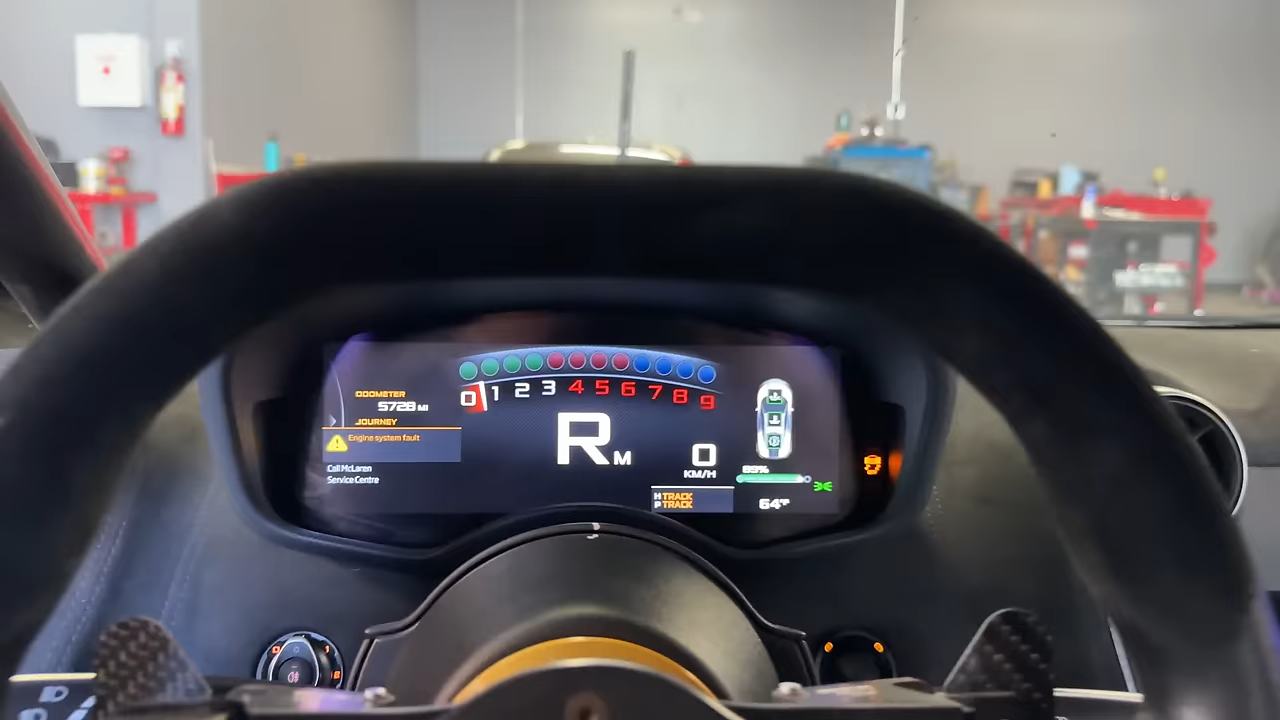 0 1 2 3 4 5 6 7 8 9
ODOMETER
5728 MI
JOURNEY
Engine system fault
Call McLaren
Service Centre
R M
0
KM/H
H TRACK
P TRACK
69%
64°F